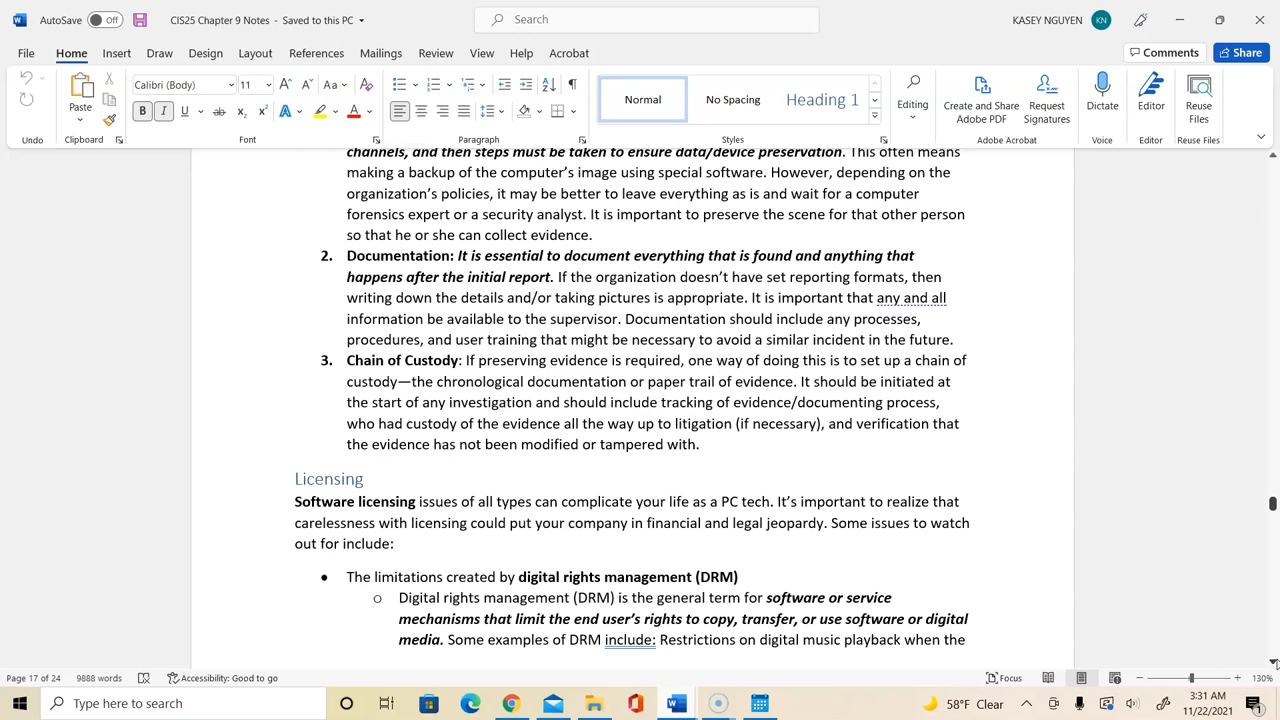 AutoSave Off CIS25 Chapter 9 Notes - Saved to this PC Search KASEY NGUYEN KN
File Home Insert Draw Design Layout References Mailings Review View Help Acrobat Comments Share
Paste Calibri (Body) 11 Aa Normal No Spacing Heading 1 Editing Create and Share Adobe PDF Request Signatures Dictate Editor Reuse Files
Undo Clipboard Font Paragraph Styles Adobe Acrobat Voice Editor Reuse Files
channels, and then steps must be taken to ensure data/device preservation. This often means
making a backup of the computer’s image using special software. However, depending on the
organization’s policies, it may be better to leave everything as is and wait for a computer
forensics expert or a security analyst. It is important to preserve the scene for that other person
so that he or she can collect evidence.
2. Documentation: It is essential to document everything that is found and anything that
happens after the initial report. If the organization doesn’t have set reporting formats, then
writing down the details and/or taking pictures is appropriate. It is important that any and all
information be available to the supervisor. Documentation should include any processes,
procedures, and user training that might be necessary to avoid a similar incident in the future.
3. Chain of Custody: If preserving evidence is required, one way of doing this is to set up a chain of
custody—the chronological documentation or paper trail of evidence. It should be initiated at
the start of any investigation and should include tracking of evidence/documenting process,
who had custody of the evidence all the way up to litigation (if necessary), and verification that
the evidence has not been modified or tampered with.
Licensing
Software licensing issues of all types can complicate your life as a PC tech. It’s important to realize that
carelessness with licensing could put your company in financial and legal jeopardy. Some issues to watch
out for include:
• The limitations created by digital rights management (DRM)
o Digital rights management (DRM) is the general term for software or service
mechanisms that limit the end user’s rights to copy, transfer, or use software or digital
media. Some examples of DRM include: Restrictions on digital music playback when the
Page 17 of 24 9888 words Accessibility: Good to go Focus 130%
Type here to search 58°F Clear 3:31 AM
11/22/2021 1